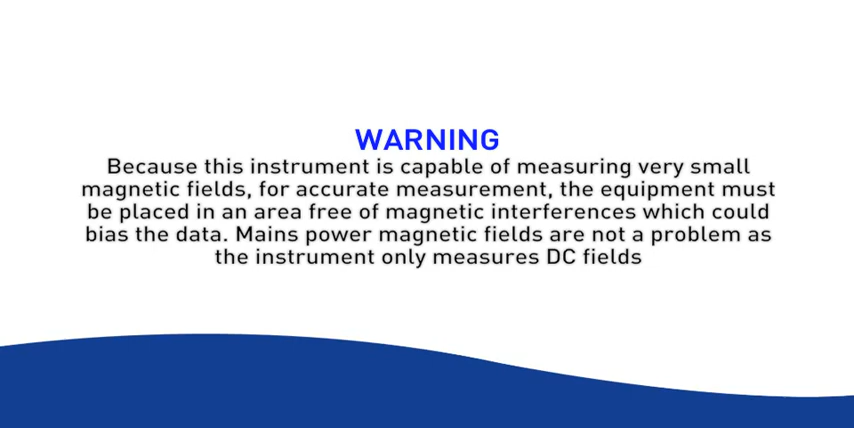 WARNING
Because this instrument is capable of measuring very small
magnetic fields, for accurate measurement, the equipment must
be placed in an area free of magnetic interferences which could
bias the data. Mains power magnetic fields are not a problem as
the instrument only measures DC fields